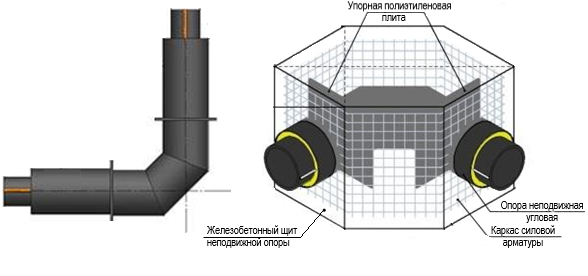 Упорная полиэтиленовая
плита
Опора неподвижная
угловая
Железобетонный щит
неподвижной опоры
Каркас силовой
арматуры